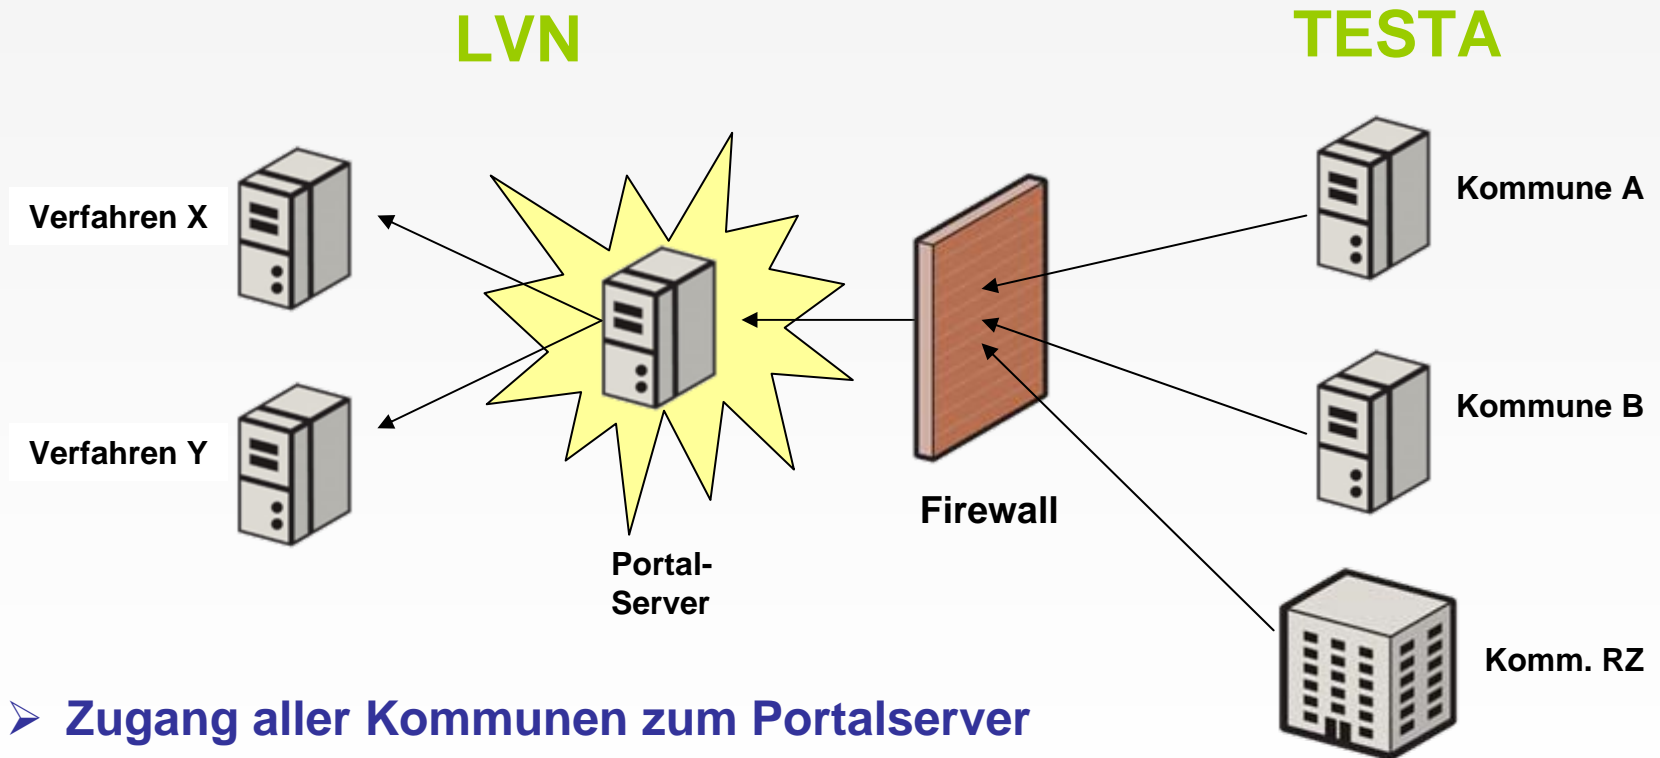 LVN
TESTA
Verfahren X
Kommune A
Verfahren Y
Kommune B
Firewall
Portal-
Server
Komm. RZ
➢ Zugang aller Kommunen zum Portalserver